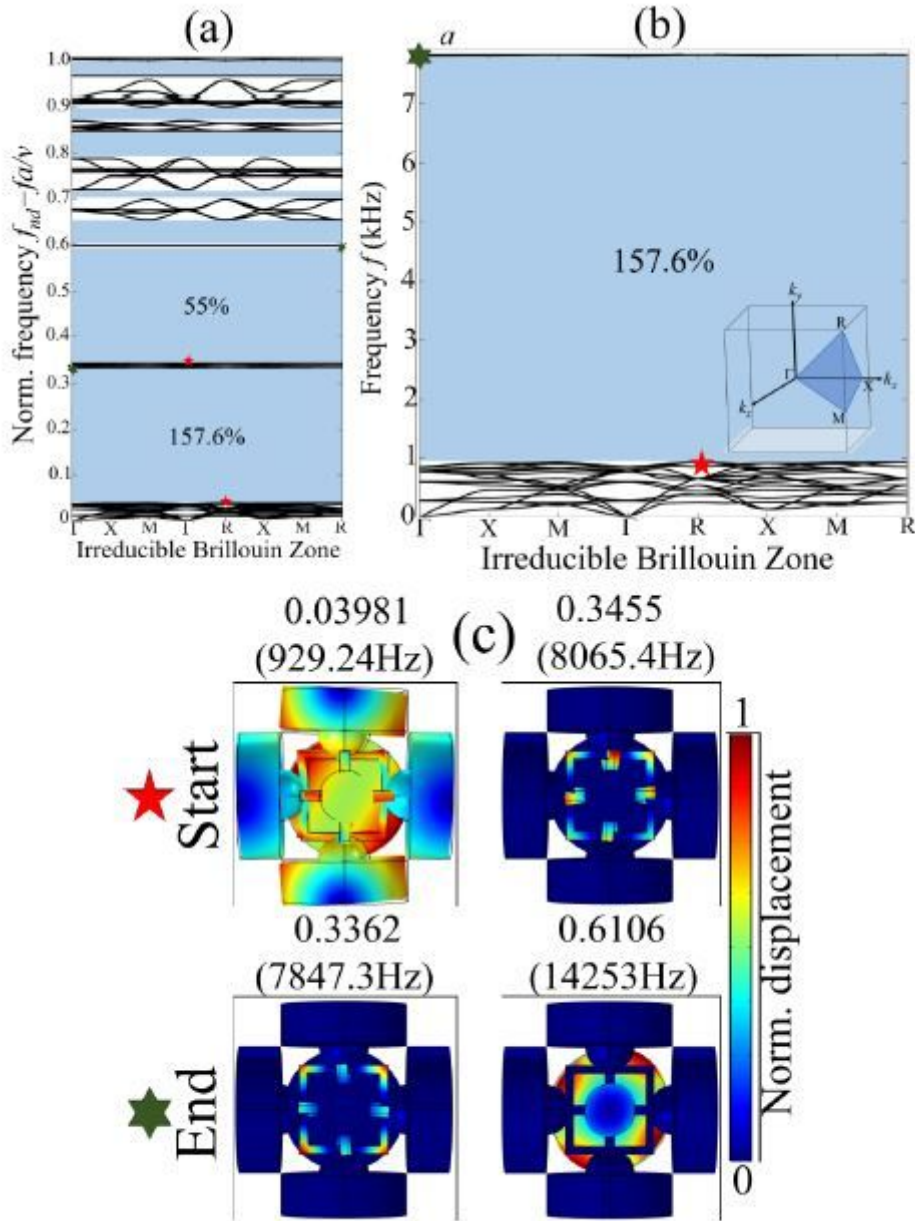 (a)
1.0
0.9
0.8
0.7
0.6
0.5
0.4
0.3
0.2
0.1
0
Norm. frequency f_nd=fa/v
55%
157.6%
Γ X M Γ R X M R
Irreducible Brillouin Zone
(b)
a
7
6
5
4
3
2
1
0
Frequency f (kHz)
157.6%
k_y
R
Γ
X
k_x
k_z
M
Γ X M Γ R X M R
Irreducible Brillouin Zone
(c)
0.03981
(929.24Hz)
0.3455
(8065.4Hz)
Start
0.3362
(7847.3Hz)
0.6106
(14253Hz)
End
1
Norm. displacement
0